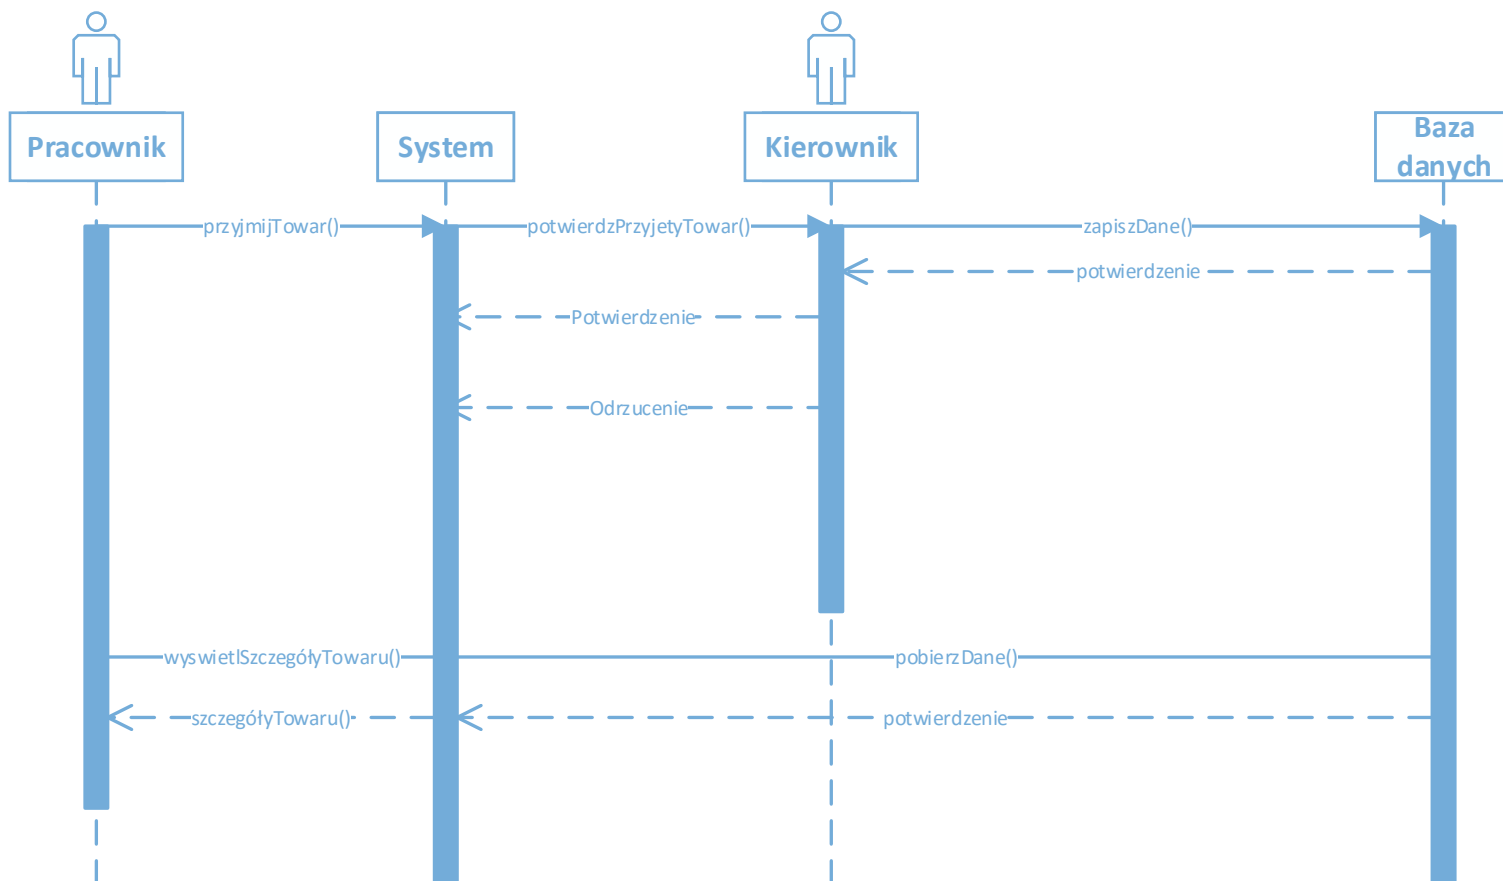 Pracownik
System
Kierownik
Baza
danych
przyjmijTowar()
potwierdzPrzyjetyTowar()
zapiszDane()
potwierdzenie
Potwierdzenie
Odrzucenie
wyswietlSzczegółyTowaru()
pobierzDane()
szczegółyTowaru()
potwierdzenie